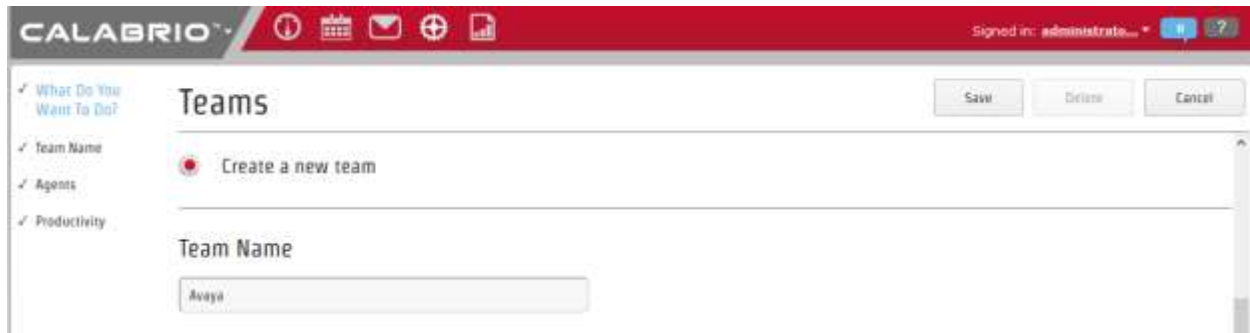 CALABRIO™
Signed in: administrato...
?
What Do You
Want To Do?
Team Name
Agents
Productivity
Teams
Save
Delete
Cancel
Create a new team
Team Name
Avaya